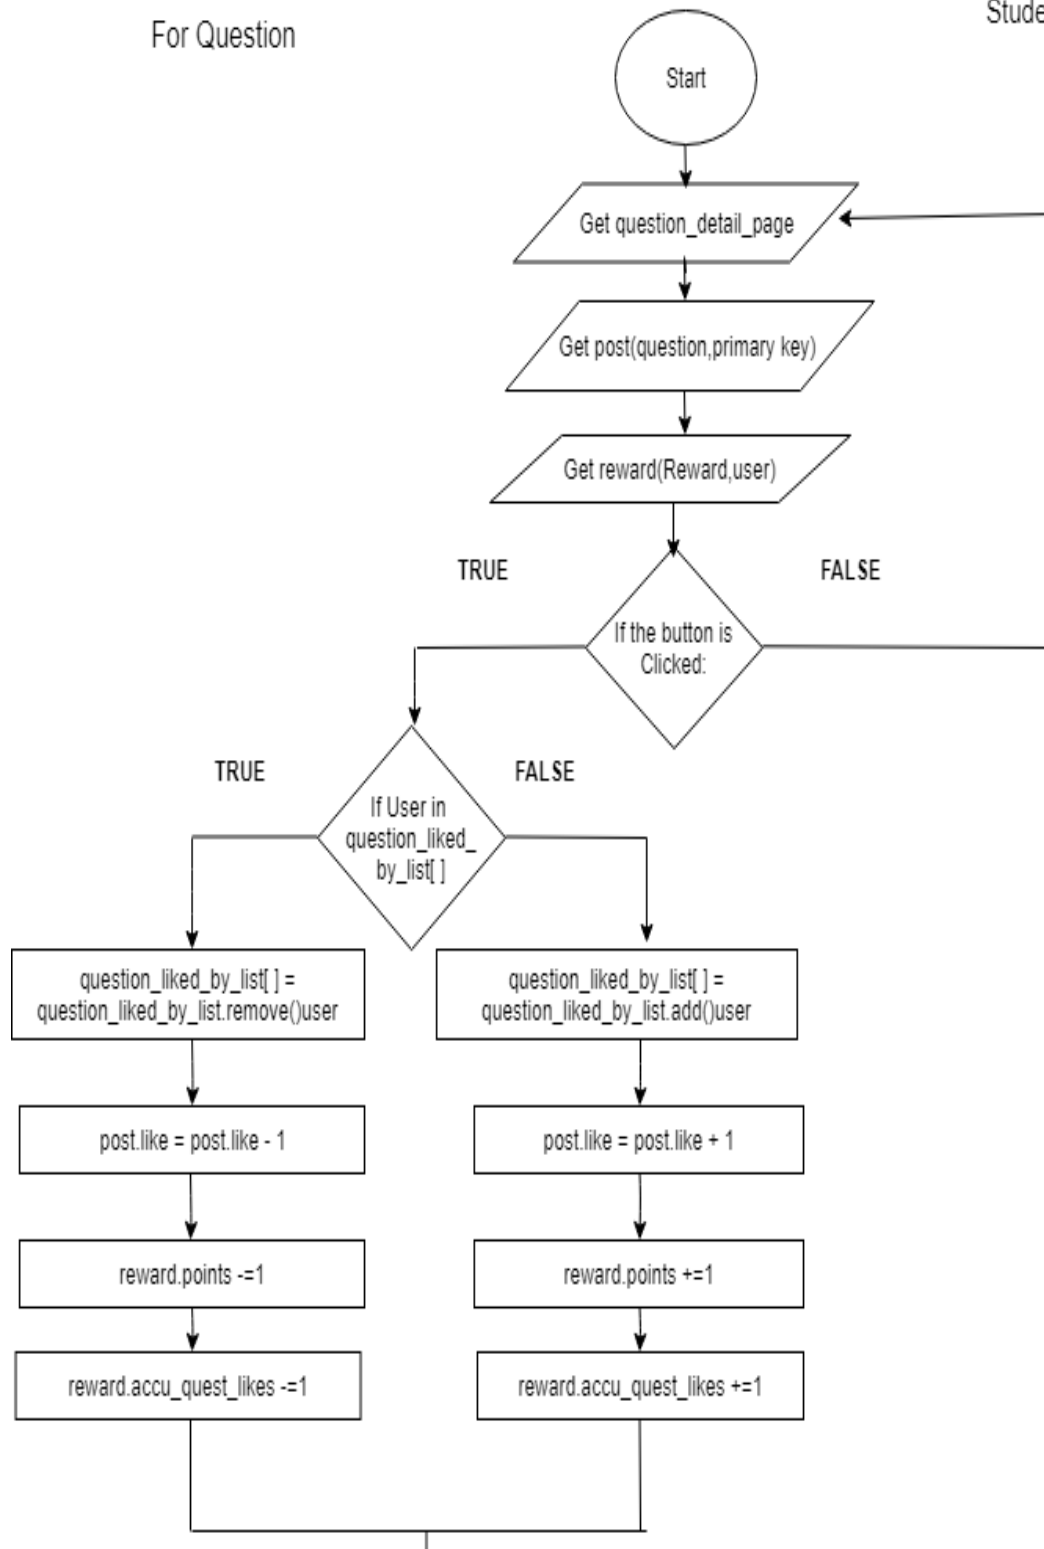 For Question
Stude
Start
Get question_detail_page
Get post(question,primary key)
Get reward(Reward,user)
TRUE
FALSE
If the button is
Clicked:
TRUE
FALSE
If User in
question_liked_
by_list[ ]
question_liked_by_list[ ] =
question_liked_by_list.remove()user
question_liked_by_list[ ] =
question_liked_by_list.add()user
post.like = post.like - 1
post.like = post.like + 1
reward.points -=1
reward.points +=1
reward.accu_quest_likes -=1
reward.accu_quest_likes +=1